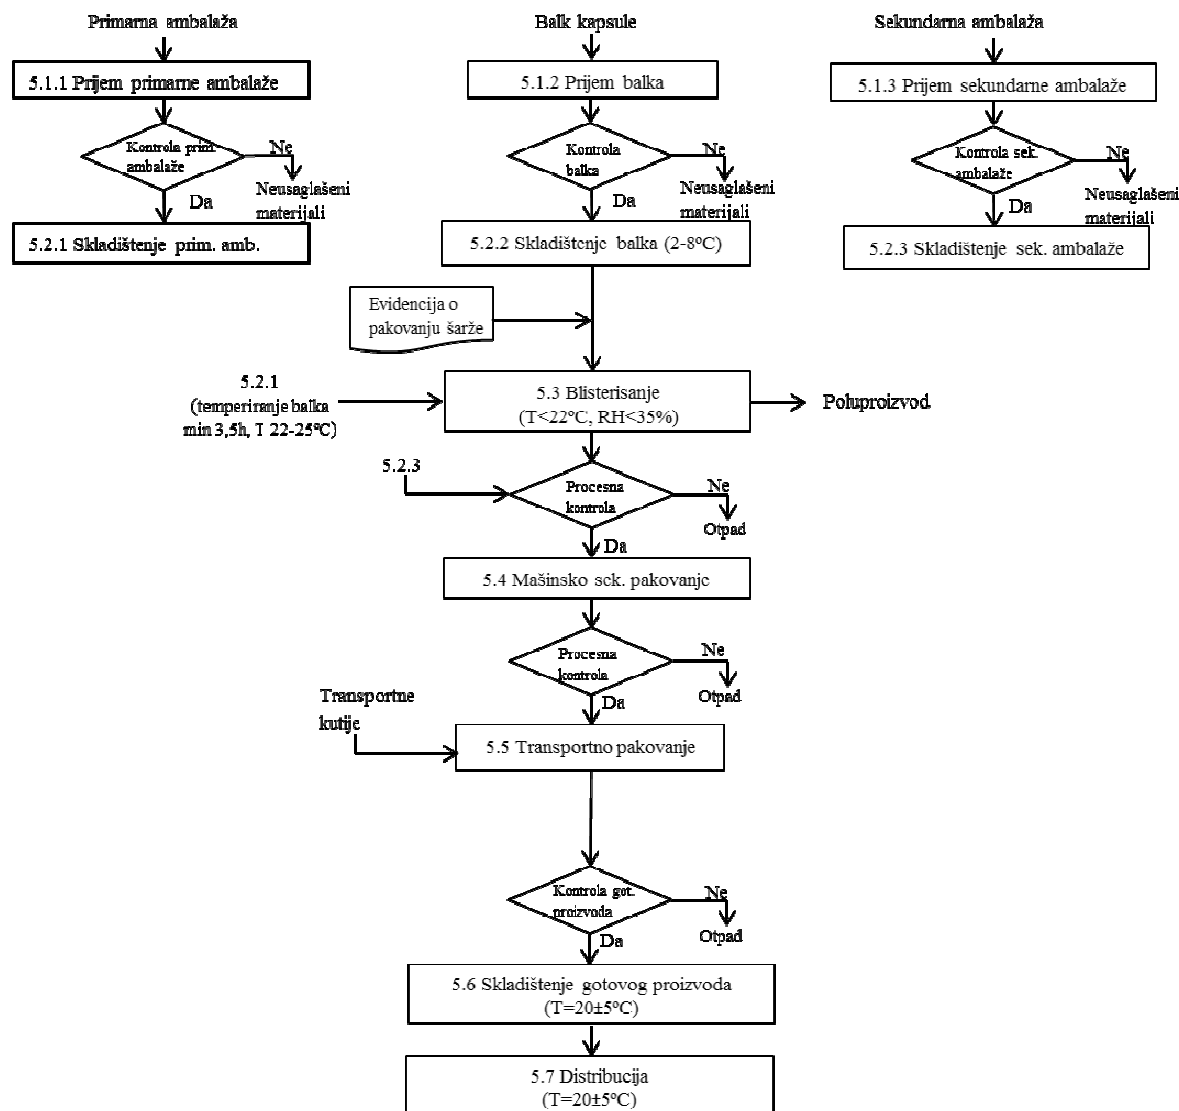 Primarna ambalaža
Balk kapsule
Sekundarna ambalaža
5.1.1 Prijem primarne ambalaže
5.1.2 Prijem balka
5.1.3 Prijem sekundarne ambalaže
Kontrola prim.
ambalaže
Ne
Neusaglašeni
materijali
Da
Kontrola
balka
Ne
Neusaglašeni
materijali
Da
Kontrola sek.
ambalaže
Ne
Neusaglašeni
materijali
Da
5.2.1 Skladištenje prim. amb.
5.2.2 Skladištenje balka (2-8ºC)
5.2.3 Skladištenje sek. ambalaže
Evidencija o
pakovanju šarže
5.2.1
(temperiranje balka
min 3,5h, T 22-25ºC)
5.3 Blisterisanje
(T<22ºC, RH<35%)
Poluproizvod
5.2.3
Procesna
kontrola
Ne
Otpad
Da
5.4 Mašinsko sek. pakovanje
Procesna
kontrola
Ne
Otpad
Da
Transportne
kutije
5.5 Transportno pakovanje
Kontrola got.
proizvoda
Ne
Otpad
Da
5.6 Skladištenje gotovog proizvoda
(T=20±5ºC)
5.7 Distribucija
(T=20±5ºC)